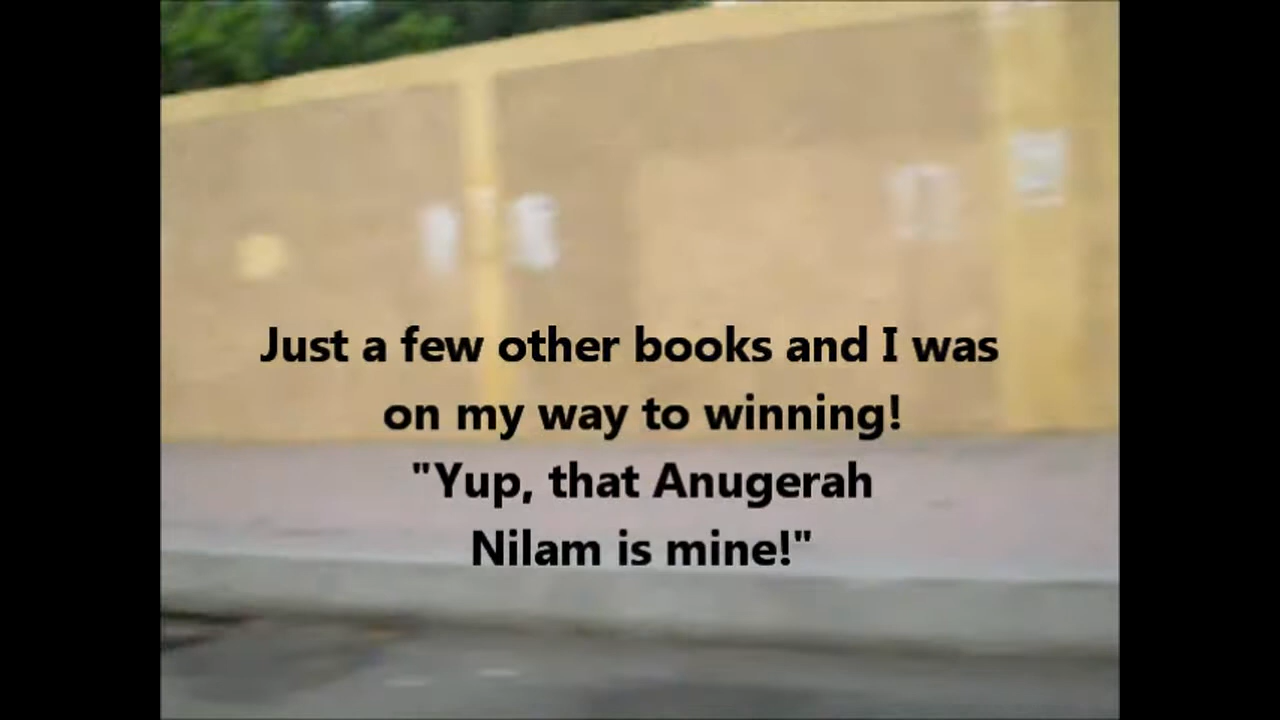 Just a few other books and I was
on my way to winning!
"Yup, that Anugerah
Nilam is mine!"